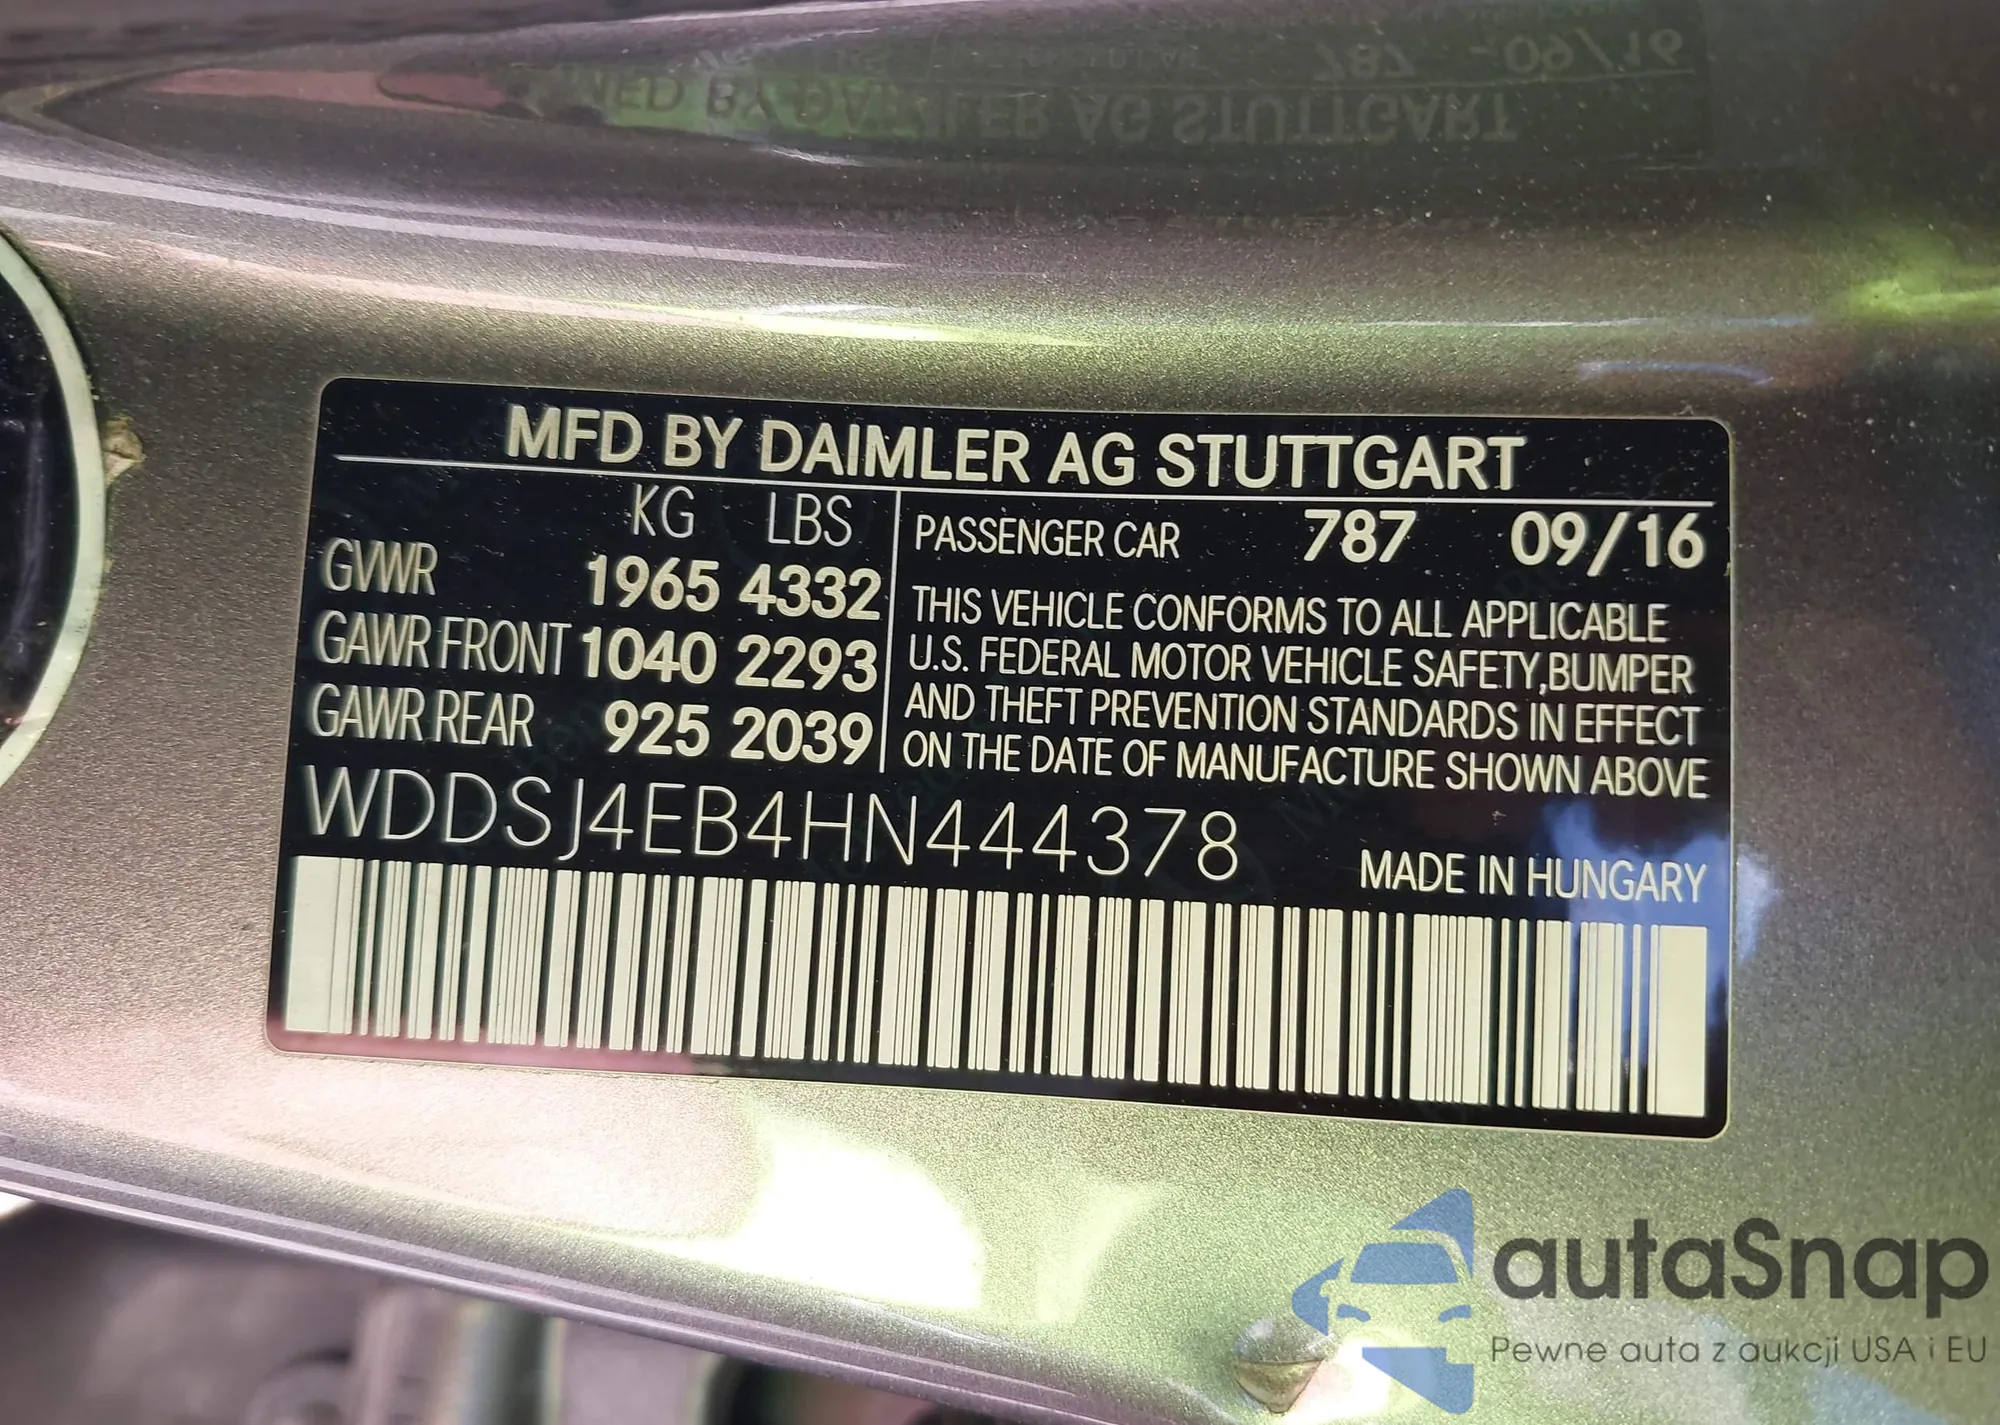 MFD BY DAIMLER AG STUTTGART
KG LBS
GVWR 1965 4332
GAWR FRONT 1040 2293
GAWR REAR 925 2039
PASSENGER CAR 787 09/16
THIS VEHICLE CONFORMS TO ALL APPLICABLE
U.S. FEDERAL MOTOR VEHICLE SAFETY,BUMPER
AND THEFT PREVENTION STANDARDS IN EFFECT
ON THE DATE OF MANUFACTURE SHOWN ABOVE
WDDSJ4EB4HN444378
MADE IN HUNGARY
autaSnap
Pewne auta z aukcji USA i EU